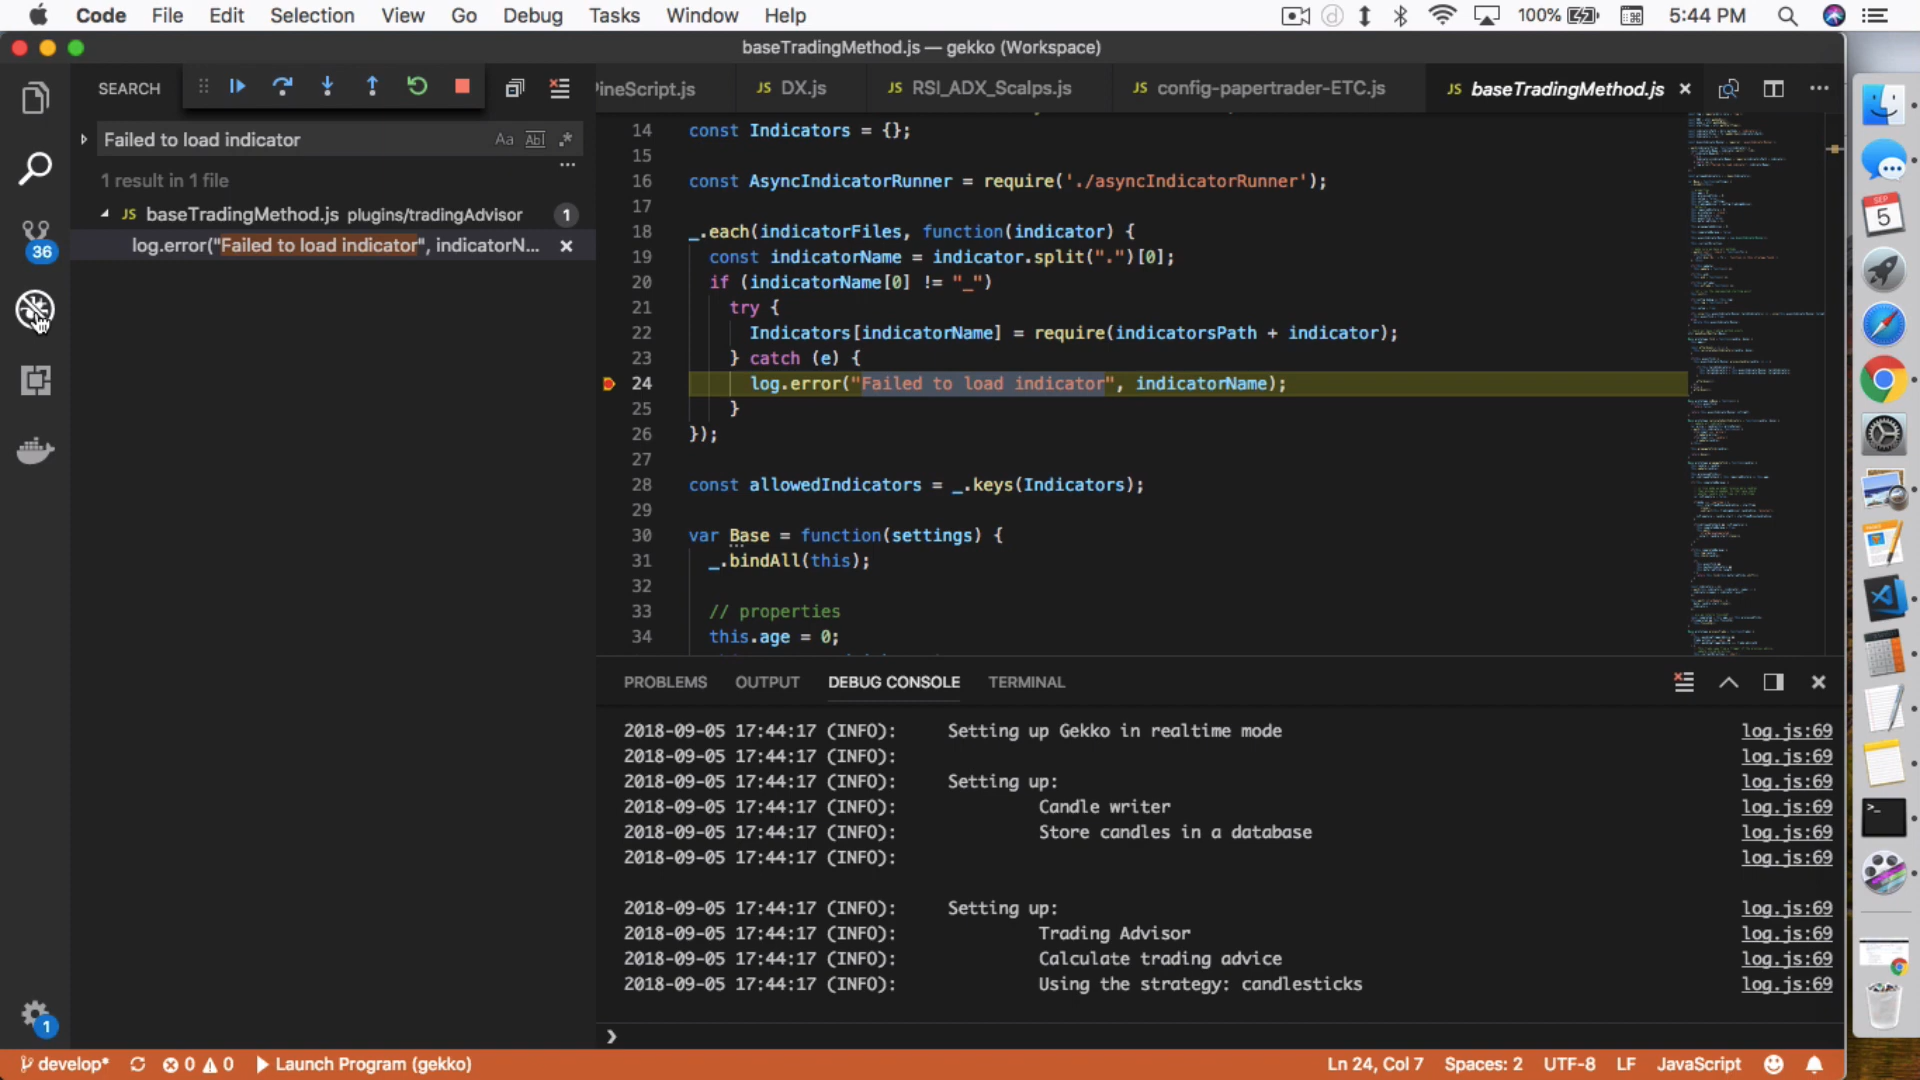 Code File Edit Selection View Go Debug Tasks Window Help 100% 5:44 PM
baseTradingMethod.js — gekko (Workspace)
SEARCH
PineScript.js JS DX.js JS RSI_ADX_Scalps.js JS config-papertrader-ETC.js JS baseTradingMethod.js
Failed to load indicator Aa Abl .*
1 result in 1 file
JS baseTradingMethod.js plugins/tradingAdvisor 1
log.error("Failed to load indicator", indicatorN...
36
14 const Indicators = {};
15
16 const AsyncIndicatorRunner = require('./asyncIndicatorRunner');
17
18 _.each(indicatorFiles, function(indicator) {
19 const indicatorName = indicator.split(".")[0];
20 if (indicatorName[0] != "_")
21 try {
22 Indicators[indicatorName] = require(indicatorsPath + indicator);
23 } catch (e) {
24 log.error("Failed to load indicator", indicatorName);
25 }
26 });
27
28 const allowedIndicators = _.keys(Indicators);
29
30 var Base = function(settings) {
31 _.bindAll(this);
32
33 // properties
34 this.age = 0;
PROBLEMS OUTPUT DEBUG CONSOLE TERMINAL
2018-09-05 17:44:17 (INFO): Setting up Gekko in realtime mode log.js:69
2018-09-05 17:44:17 (INFO): log.js:69
2018-09-05 17:44:17 (INFO): Setting up: log.js:69
2018-09-05 17:44:17 (INFO): Candle writer log.js:69
2018-09-05 17:44:17 (INFO): Store candles in a database log.js:69
2018-09-05 17:44:17 (INFO): log.js:69
2018-09-05 17:44:17 (INFO): Setting up: log.js:69
2018-09-05 17:44:17 (INFO): Trading Advisor log.js:69
2018-09-05 17:44:17 (INFO): Calculate trading advice log.js:69
2018-09-05 17:44:17 (INFO): Using the strategy: candlesticks log.js:69
1
develop* 0 0 Launch Program (gekko) Ln 24, Col 7 Spaces: 2 UTF-8 LF JavaScript
SEP
5